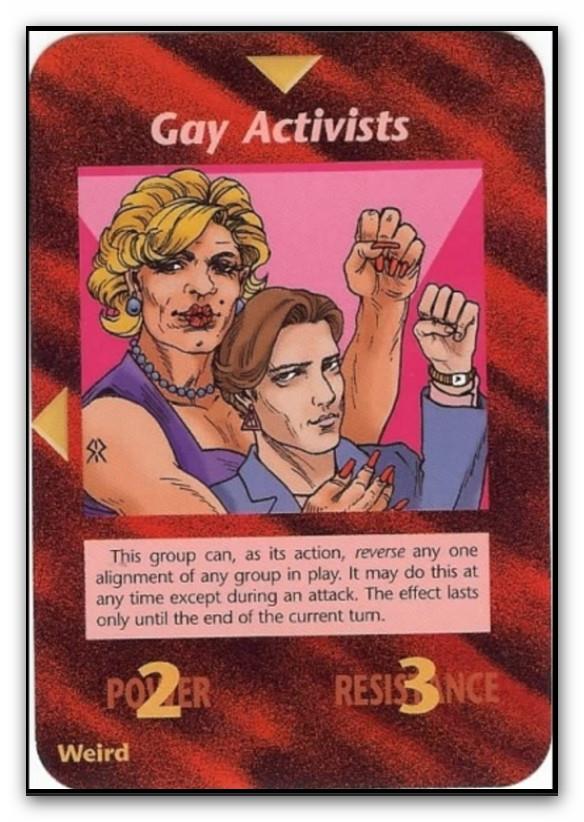 Gay Activists
This group can, as its action, reverse any one
alignment of any group in play. It may do this at
any time except during an attack. The effect lasts
only until the end of the current turn.
POWER 2 RESISTANCE 3
Weird